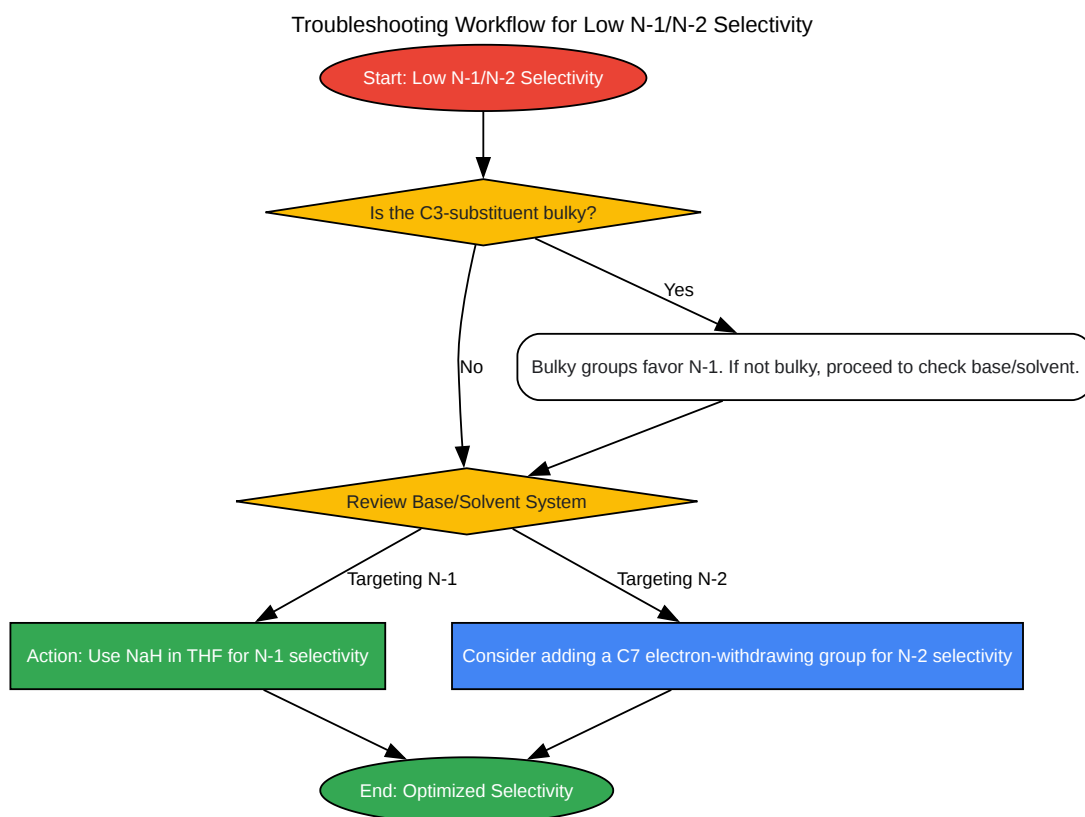 Troubleshooting Workflow for Low N-1/N-2 Selectivity
Start: Low N-1/N-2 Selectivity
Is the C3-substituent bulky?
Yes
Bulky groups favor N-1. If not bulky, proceed to check base/solvent.
No
Review Base/Solvent System
Targeting N-1
Targeting N-2
Action: Use NaH in THF for N-1 selectivity
Consider adding a C7 electron-withdrawing group for N-2 selectivity
End: Optimized Selectivity